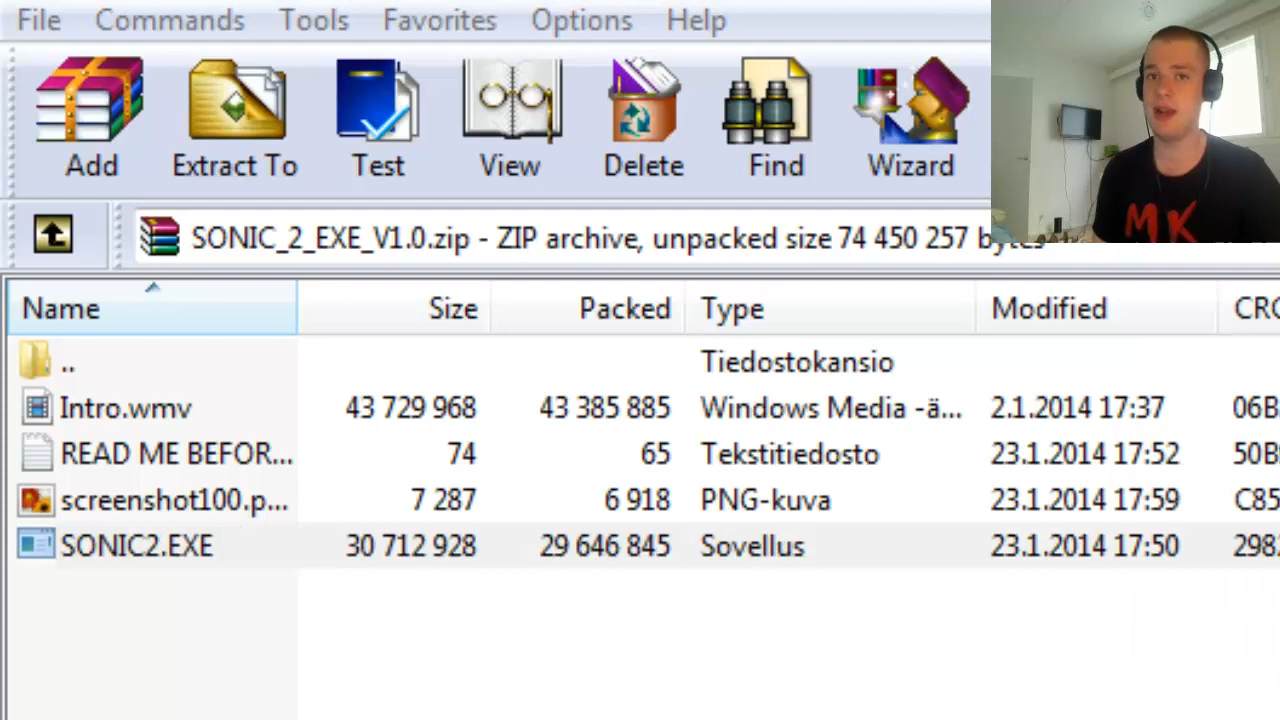 File Commands Tools Favorites Options Help
Add Extract To Test View Delete Find Wizard
SONIC_2_EXE_V1.0.zip - ZIP archive, unpacked size 74 450 257 bytes
Name Size Packed Type Modified CRC
.. Tiedostokansio
Intro.wmv 43 729 968 43 385 885 Windows Media -ä... 2.1.2014 17:37 06B
READ ME BEFOR... 74 65 Tekstitiedosto 23.1.2014 17:52 50B
screenshot100.p... 7 287 6 918 PNG-kuva 23.1.2014 17:59 C85
SONIC2.EXE 30 712 928 29 646 845 Sovellus 23.1.2014 17:50 298
MK